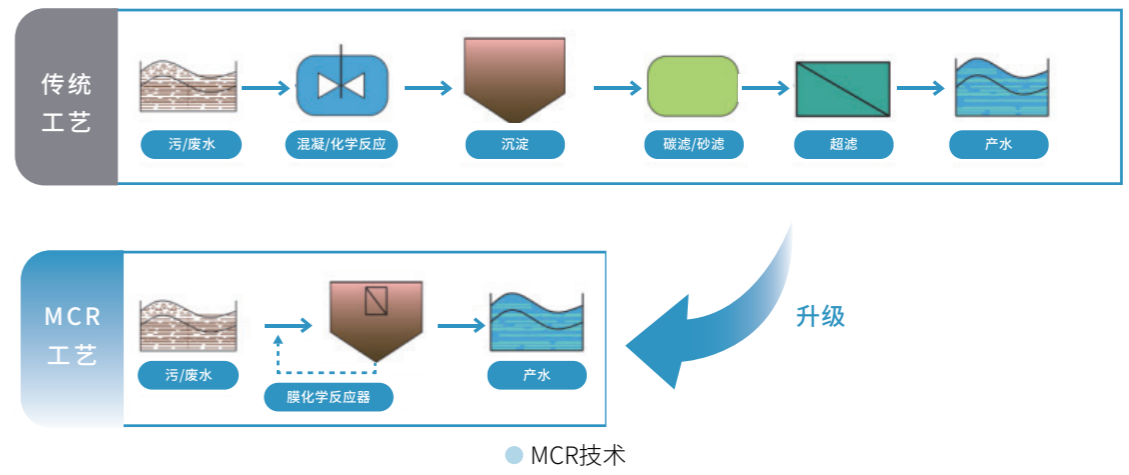 传统
工艺
污/废水
混凝/化学反应
沉淀
碳滤/砂滤
超滤
产水
MCR
工艺
污/废水
膜化学反应器
产水
升级
MCR技术